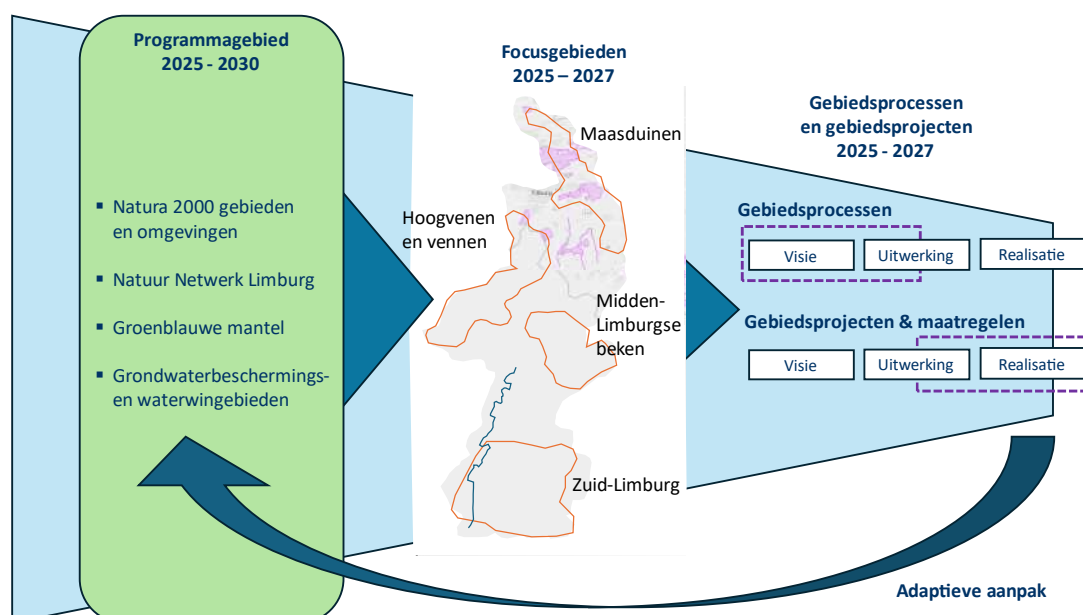 Programmagebied
2025 - 2030
▪ Natura 2000 gebieden
en omgevingen
▪ Natuur Netwerk Limburg
▪ Groenblauwe mantel
▪ Grondwaterbeschermings-
en waterwingebieden
Focusgebieden
2025 – 2027
Maasduinen
Hoogvenen
en vennen
Midden-
Limburgse
beken
Zuid-Limburg
Gebiedsprocessen
en gebiedsprojecten
2025 - 2027
Gebiedsprocessen
Visie
Uitwerking
Realisatie
Gebiedsprojecten & maatregelen
Visie
Uitwerking
Realisatie
Adaptieve aanpak